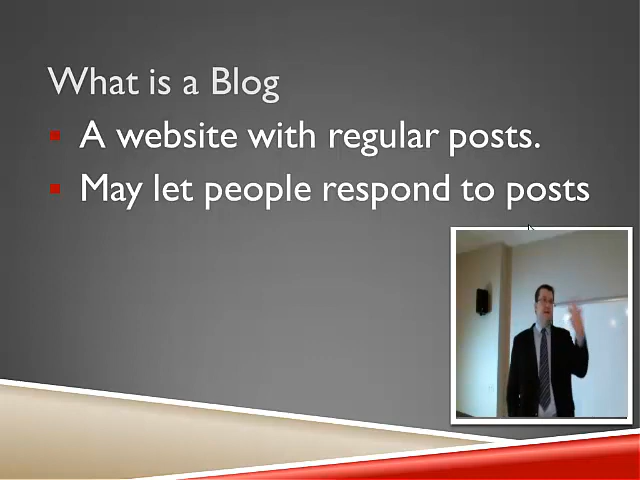 What is a Blog
A website with regular posts.
May let people respond to posts